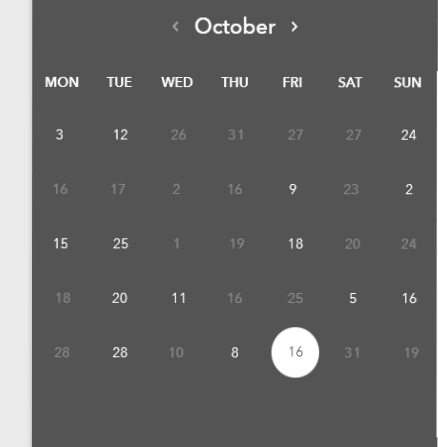 ‹ October ›
MON TUE WED THU FRI SAT SUN
3 12 26 31 27 27 24
16 17 2 16 9 23 2
15 25 1 19 18 20 24
18 20 11 16 25 5 16
28 28 10 8 16 31 19